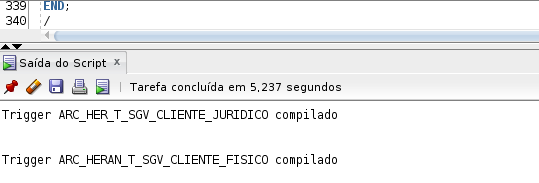 339 END;
340 /
Saída do Script x
Tarefa concluída em 5,237 segundos
Trigger ARC_HER_T_SGV_CLIENTE_JURIDICO compilado
Trigger ARC_HERAN_T_SGV_CLIENTE_FISICO compilado